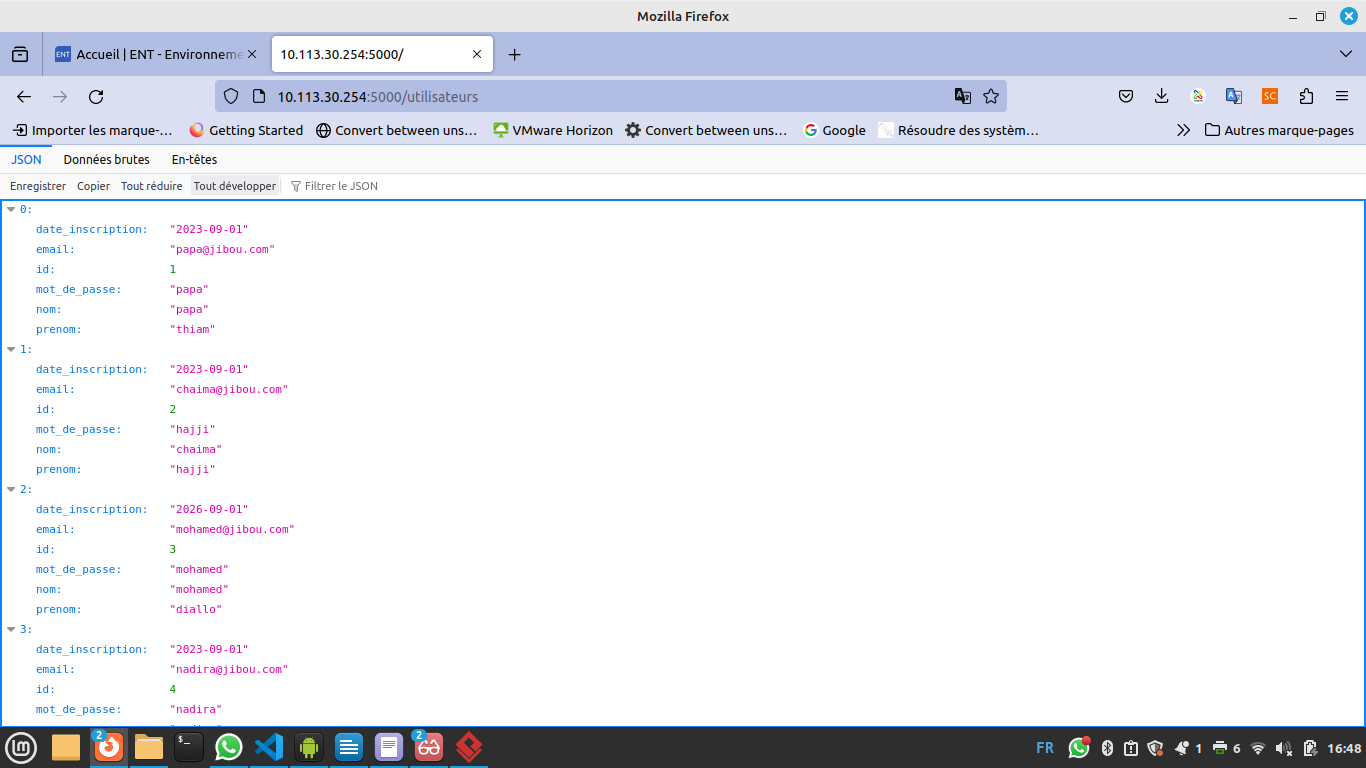 Mozilla Firefox
ENT Accueil | ENT - Environneme
10.113.30.254:5000/
10.113.30.254:5000/utilisateurs
SC
Importer les marque-… Getting Started Convert between uns… VMware Horizon Convert between uns… Google Résoudre des systèm… Autres marque-pages
JSON Données brutes En-têtes
Enregistrer Copier Tout réduire Tout développer Filtrer le JSON
0:
date_inscription: "2023-09-01"
email: "papa@jibou.com"
id: 1
mot_de_passe: "papa"
nom: "papa"
prenom: "thiam"
1:
date_inscription: "2023-09-01"
email: "chaima@jibou.com"
id: 2
mot_de_passe: "hajji"
nom: "chaima"
prenom: "hajji"
2:
date_inscription: "2026-09-01"
email: "mohamed@jibou.com"
id: 3
mot_de_passe: "mohamed"
nom: "mohamed"
prenom: "diallo"
3:
date_inscription: "2023-09-01"
email: "nadira@jibou.com"
id: 4
mot_de_passe: "nadira"
2 $_ 2 FR 1 6 16:48